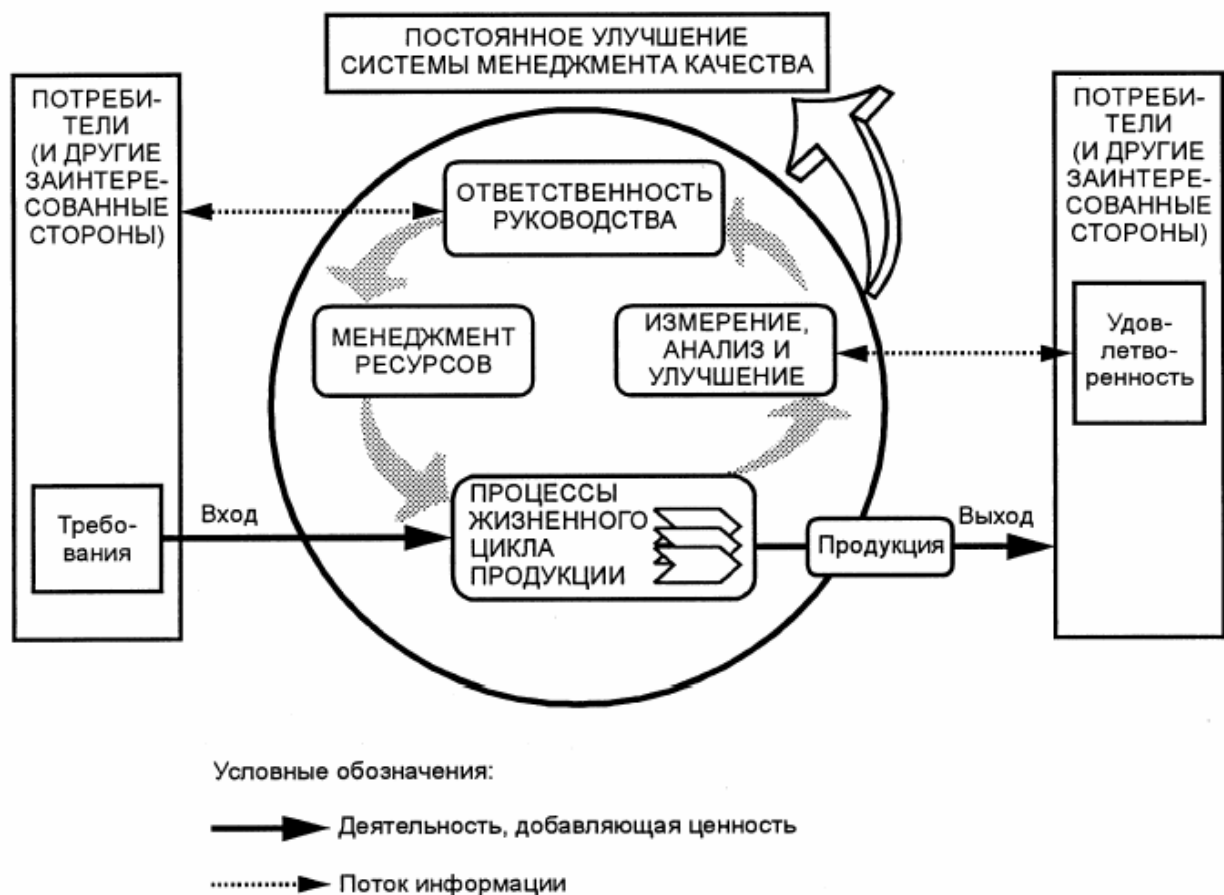 ПОСТОЯННОЕ УЛУЧШЕНИЕ
СИСТЕМЫ МЕНЕДЖМЕНТА КАЧЕСТВА
ПОТРЕБИ-
ТЕЛИ
(И ДРУГИЕ
ЗАИНТЕРЕ-
СОВАННЫЕ
СТОРОНЫ)
ПОТРЕБИ-
ТЕЛИ
(И ДРУГИЕ
ЗАИНТЕРЕ-
СОВАННЫЕ
СТОРОНЫ)
ОТВЕТСТВЕННОСТЬ
РУКОВОДСТВА
МЕНЕДЖМЕНТ
РЕСУРСОВ
ИЗМЕРЕНИЕ,
АНАЛИЗ И
УЛУЧШЕНИЕ
Удов-
летво-
ренность
Требо-
вания
Вход
ПРОЦЕССЫ
ЖИЗНЕННОГО
ЦИКЛА
ПРОДУКЦИИ
Продукция
Выход
Условные обозначения:
Деятельность, добавляющая ценность
Поток информации